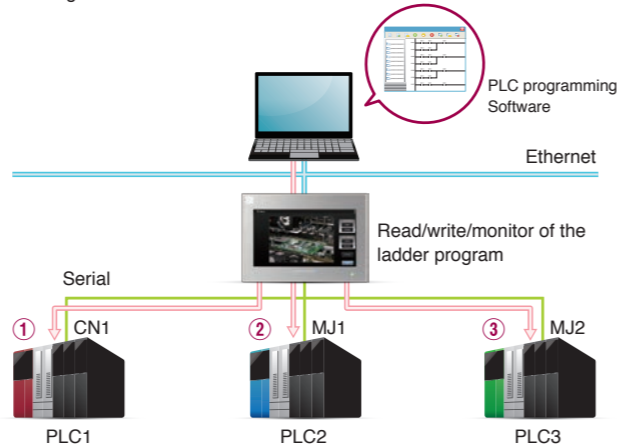 PLC programming
Software
Ethernet
Read/write/monitor of the
ladder program
Serial
① CN1
② MJ1
③ MJ2
PLC1
PLC2
PLC3